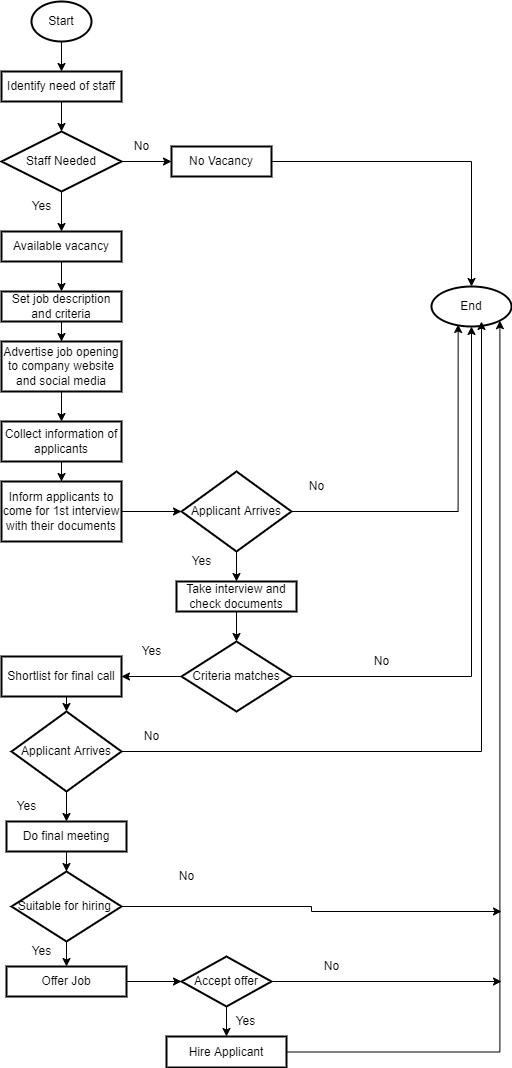 Start
Identify need of staff
Staff Needed
No
No Vacancy
Yes
Available vacancy
Set job description
and criteria
End
Advertise job opening
to company website
and social media
Collect information of
applicants
Inform applicants to
come for 1st interview
with their documents
Applicant Arrives
No
Yes
Take interview and
check documents
Criteria matches
Yes
No
Shortlist for final call
Applicant Arrives
No
Yes
Do final meeting
Suitable for hiring
No
Yes
Offer Job
Accept offer
No
Yes
Hire Applicant